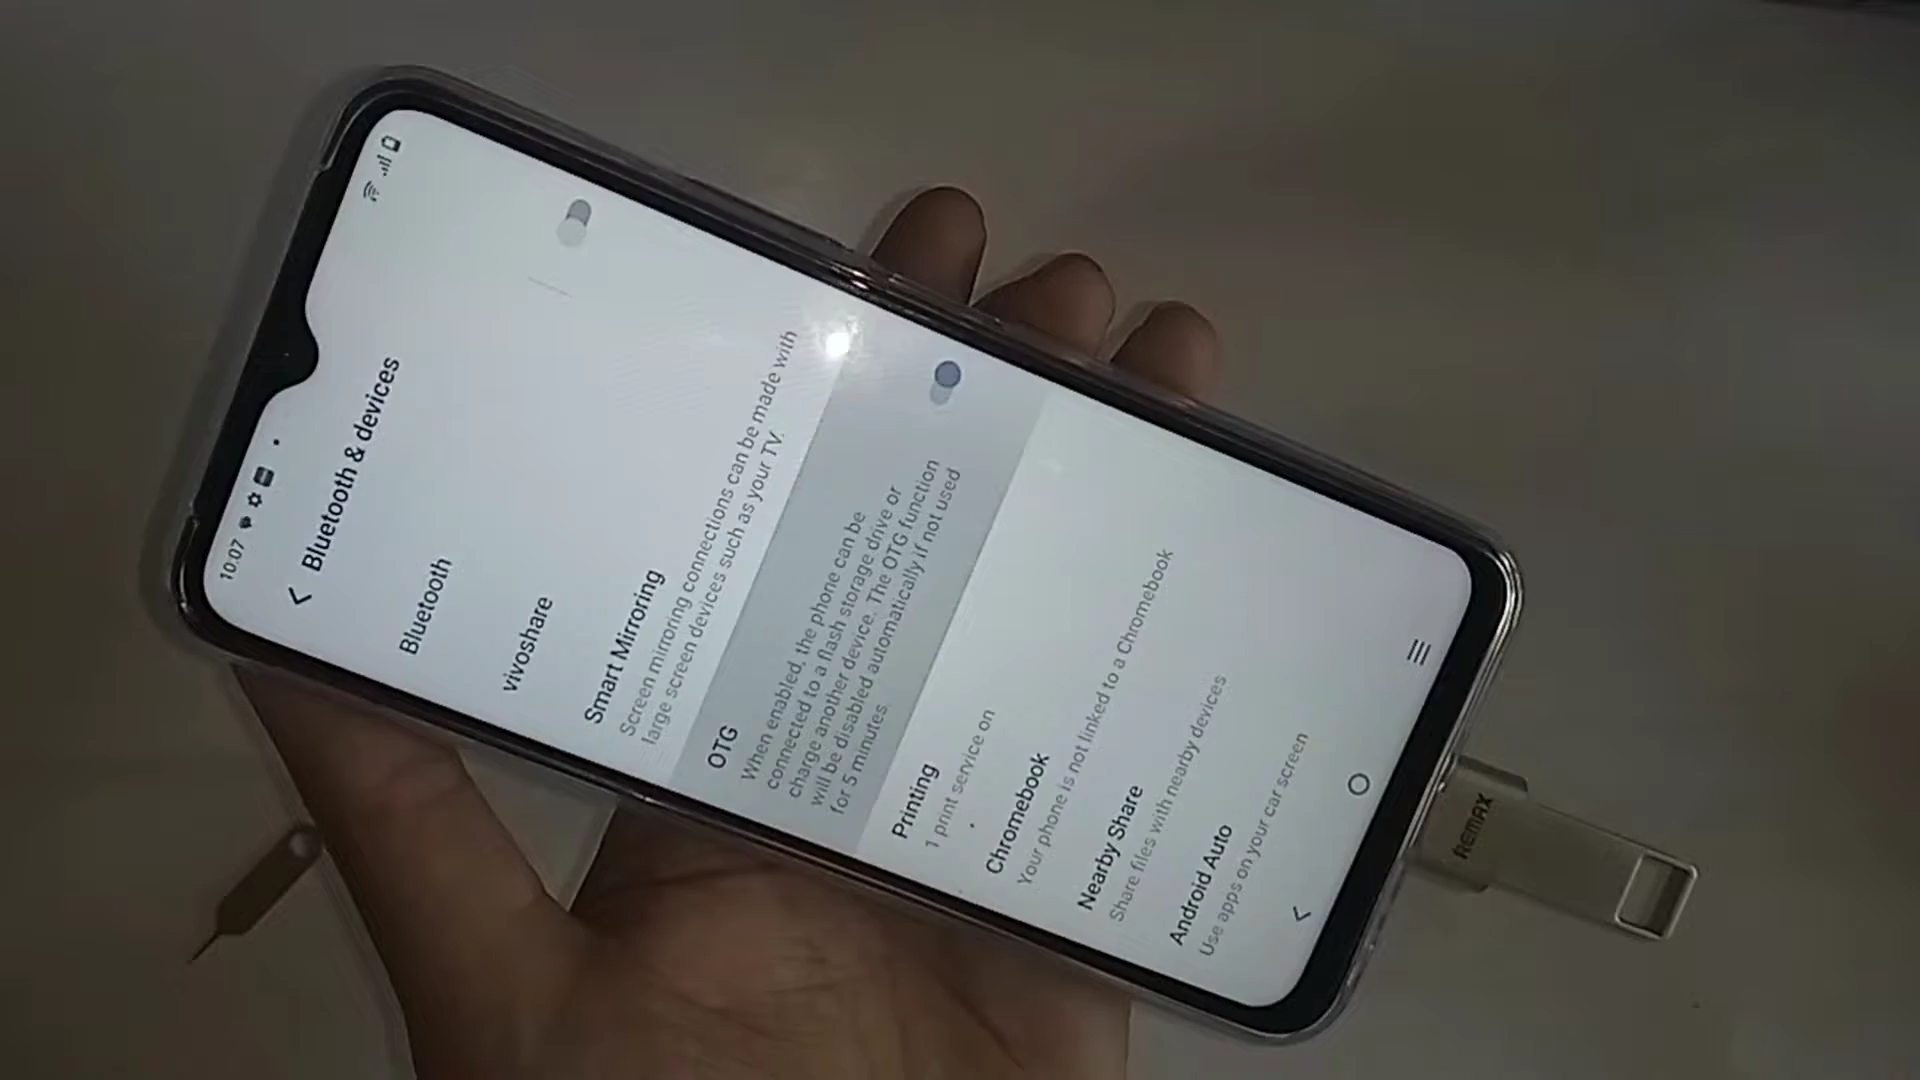 10:07
Bluetooth & devices
Bluetooth
vivoshare
Smart Mirroring
Screen mirroring connections can be made with
large screen devices such as your TV.
OTG
When enabled, the phone can be
connected to a flash storage drive or
charge another device. The OTG function
will be disabled automatically if not used
for 5 minutes
Printing
1 print service on
Chromebook
Your phone is not linked to a Chromebook
Nearby Share
Share files with nearby devices
Android Auto
Use apps on your car screen
REMAX